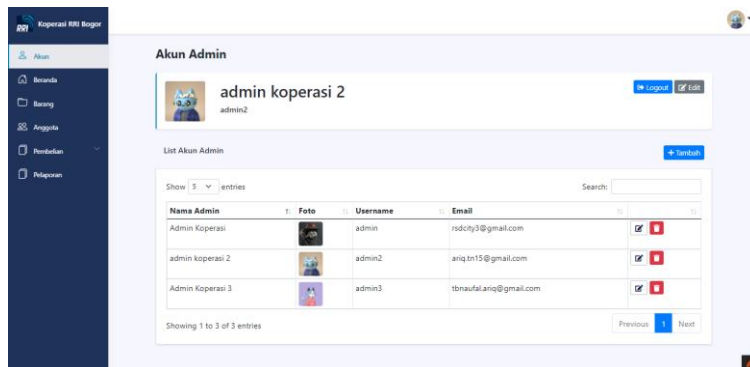 RRI Koperasi RRI Bogor
Akun
Beranda
Barang
Anggota
Pembelian
Pelaporan
Akun Admin
admin koperasi 2
admin2
Logout Edit
List Akun Admin
+ Tambah
Show 5 entries Search:
Nama Admin Foto Username Email
Admin Koperasi admin rsdcity3@gmail.com
admin koperasi 2 admin2 ariq.tn15@gmail.com
Admin Koperasi 3 admin3 tbnaufal.ariq@gmail.com
Showing 1 to 3 of 3 entries Previous 1 Next